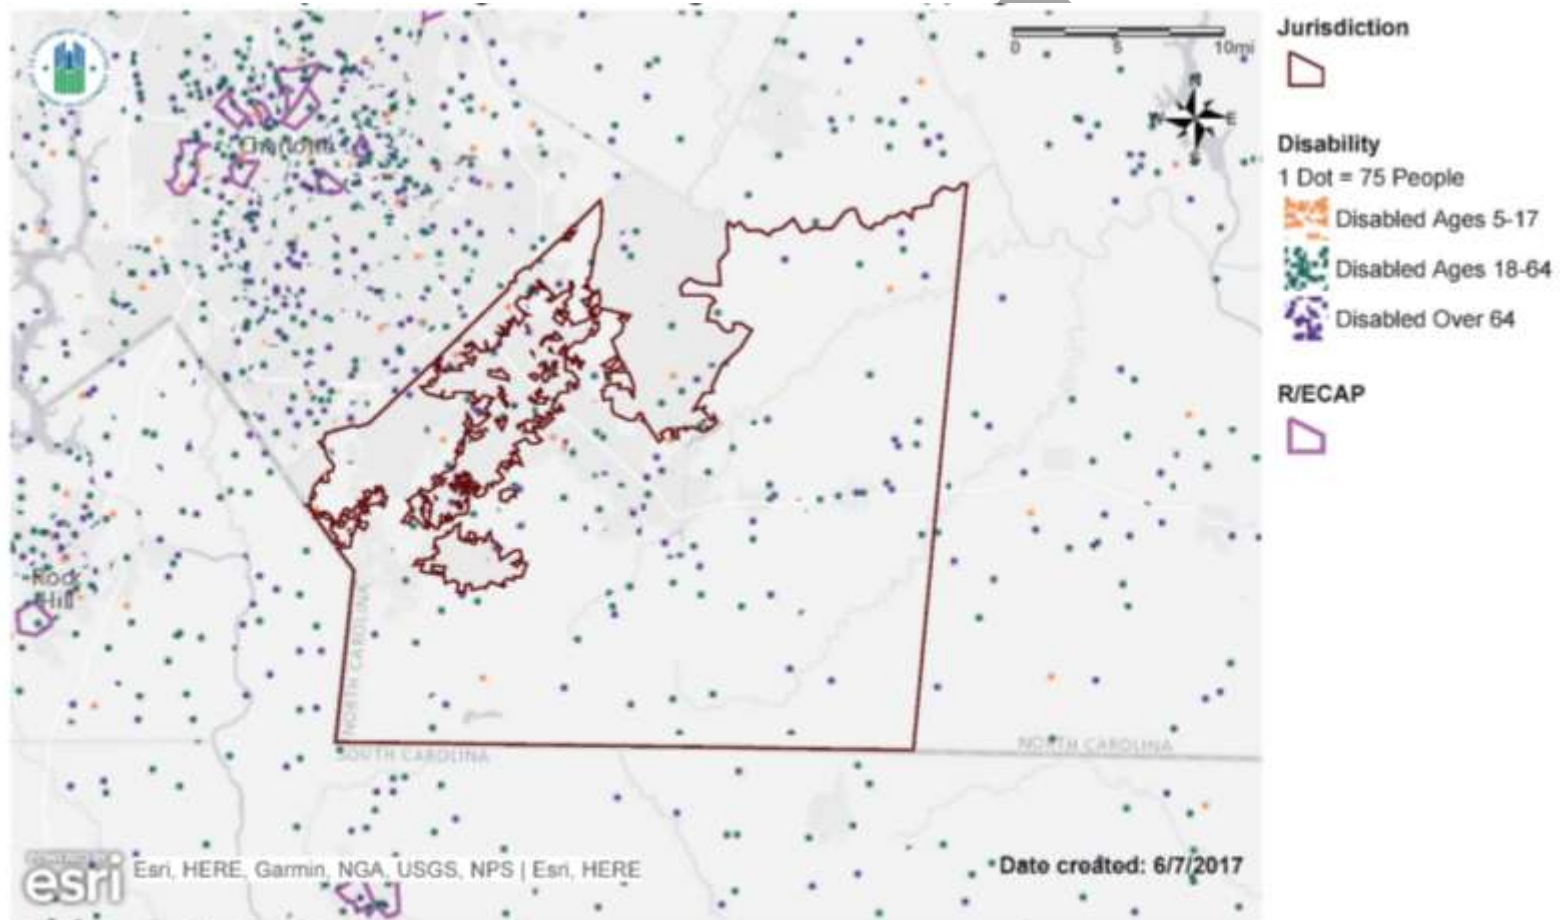 0 5 10mi
N
W E
S
Charlotte
Rock
Hill
NORTH CAROLINA
SOUTH CAROLINA
NORTH CAROLINA
esri
Esri, HERE, Garmin, NGA, USGS, NPS | Esri, HERE
Date created: 6/7/2017
Jurisdiction
Disability
1 Dot = 75 People
Disabled Ages 5-17
Disabled Ages 18-64
Disabled Over 64
R/ECAP